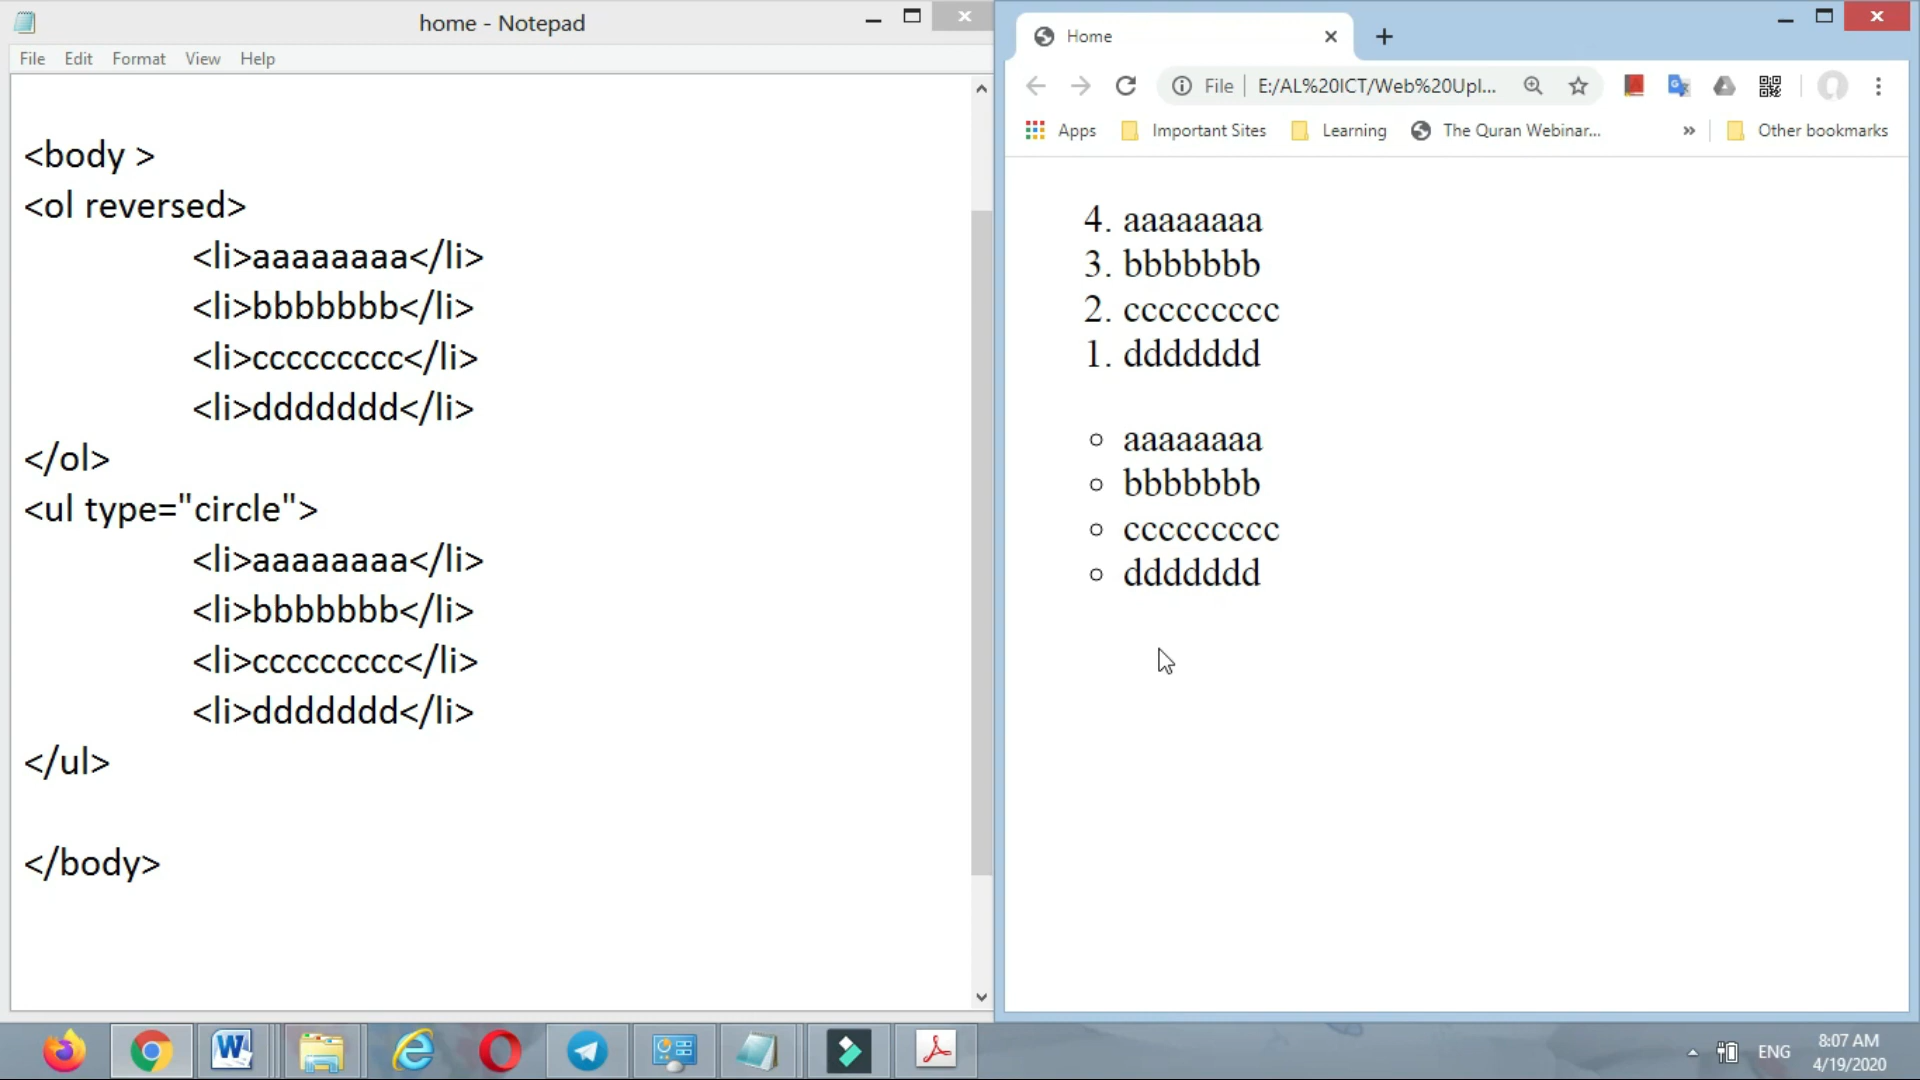 home - Notepad
File Edit Format View Help
<body >
<ol reversed>
<li>aaaaaaaa</li>
<li>bbbbbbb</li>
<li>ccccccccc</li>
<li>ddddddd</li>
</ol>
<ul type="circle">
<li>aaaaaaaa</li>
<li>bbbbbbb</li>
<li>ccccccccc</li>
<li>ddddddd</li>
</ul>
</body>
Home
File E:/AL%20ICT/Web%20Upl...
Apps Important Sites Learning The Quran Webinar... » Other bookmarks
4. aaaaaaaa
3. bbbbbbb
2. ccccccccc
1. ddddddd
aaaaaaaa
bbbbbbb
ccccccccc
ddddddd
ENG
8:07 AM
4/19/2020